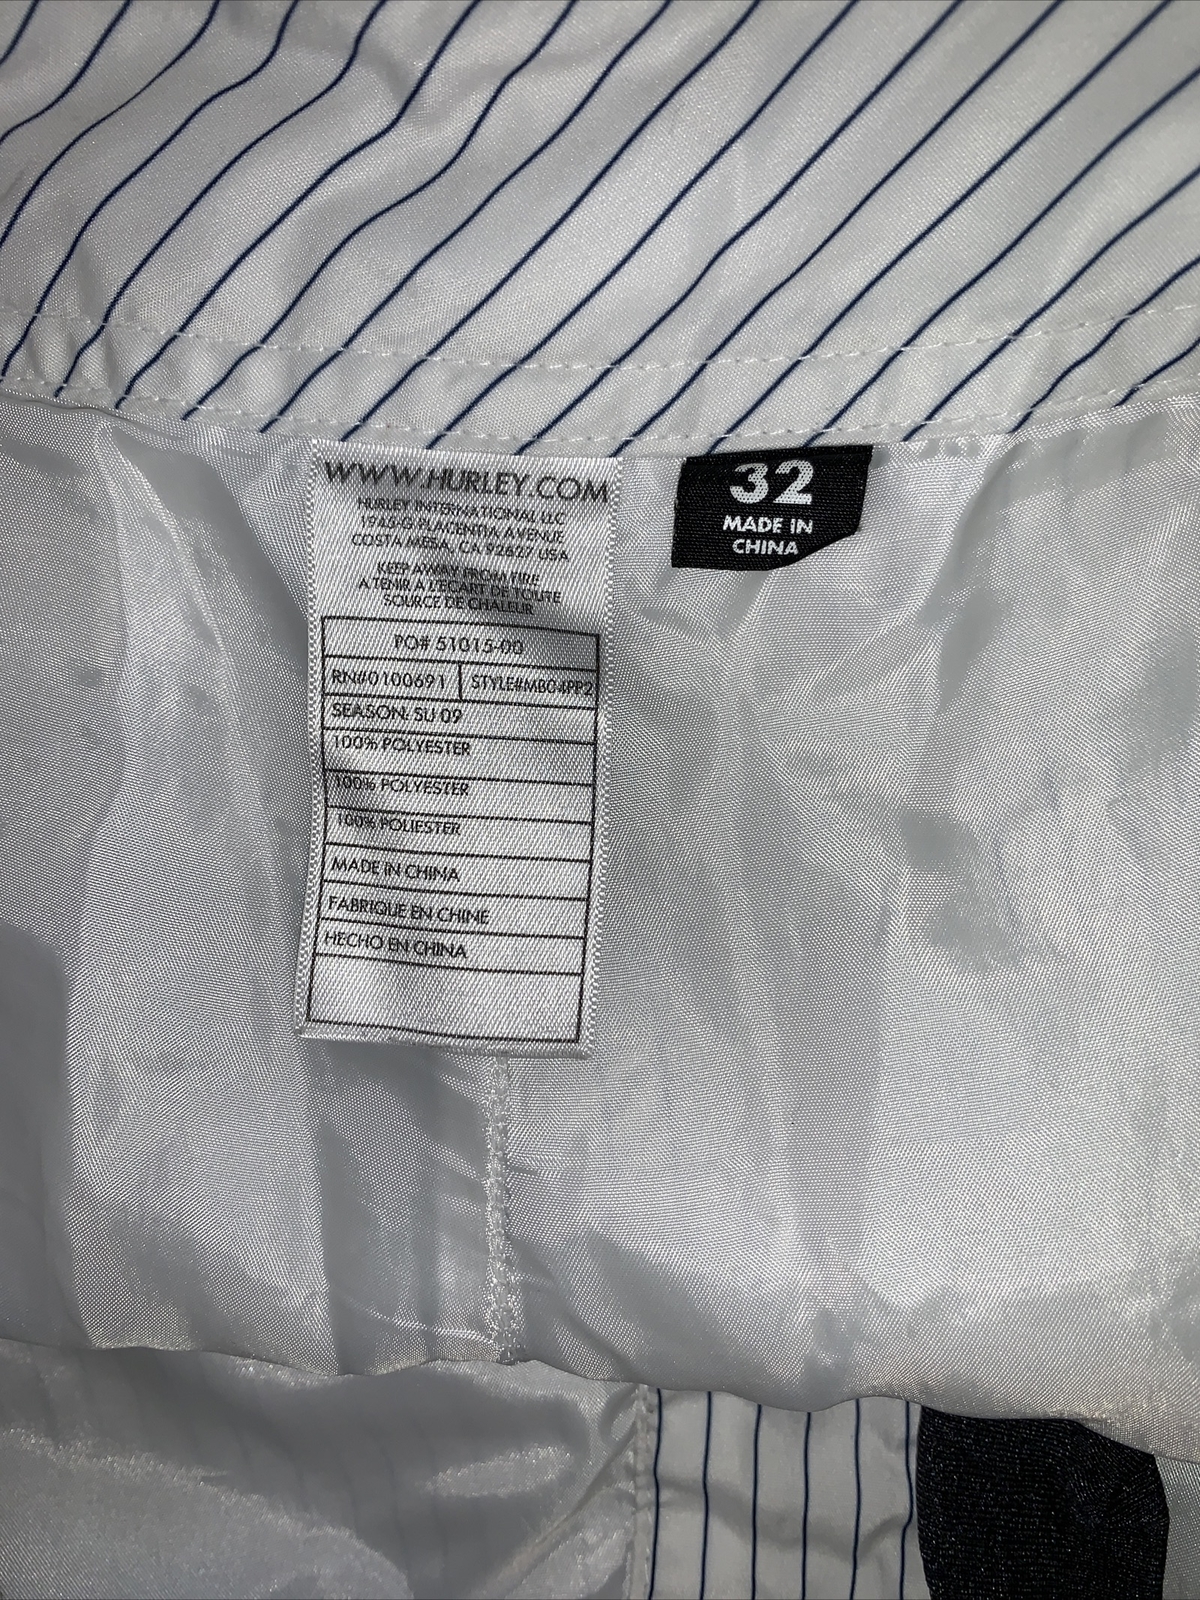 WWW.HURLEY.COM
HURLEY INTERNATIONAL LLC
1945-G PLACENTIA AVENUE
COSTA MESA, CA 92627 USA
KEEP AWAY FROM FIRE
A TENIR A L'ECART DE TOUTE
SOURCE DE CHALEUR
PO# 51015-00
RN#0100691 STYLE#MB04PP2
SEASON: SU 09
100% POLYESTER
100% POLYESTER
100% POLIESTER
MADE IN CHINA
FABRIQUE EN CHINE
HECHO EN CHINA
32
MADE IN
CHINA